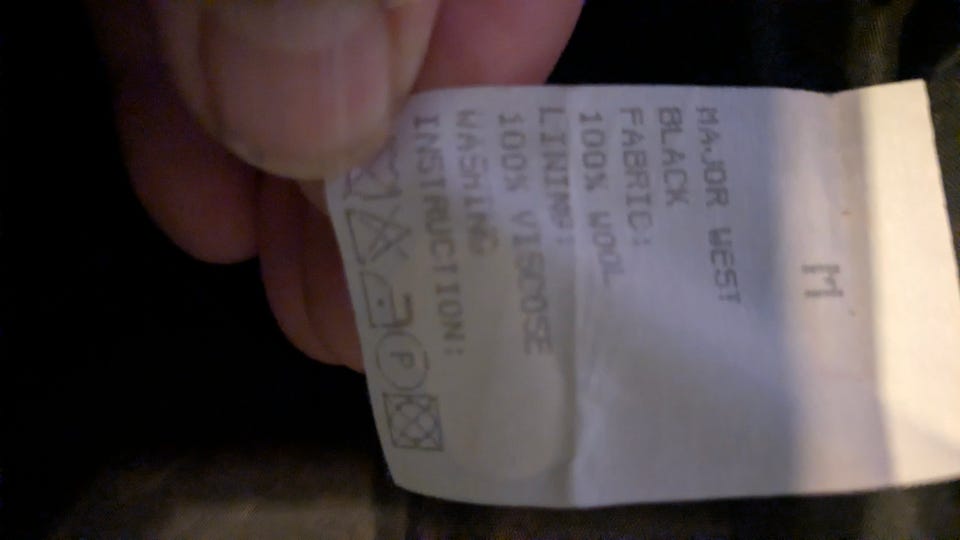 M
MAJOR WEST
BLACK
FABRIC:
100% WOOL
LINING:
100% VISCOSE
WASHING
INSTRUCTION:
P